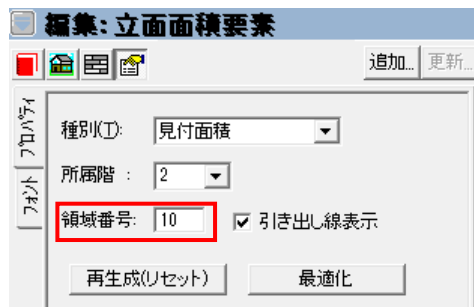 編集: 立面面積要素
追加... 更新...
プロパティ
フォント
種別(T): 見付面積
所属階 : 2
領域番号: 10 引き出し線表示
再生成(リセット) 最適化